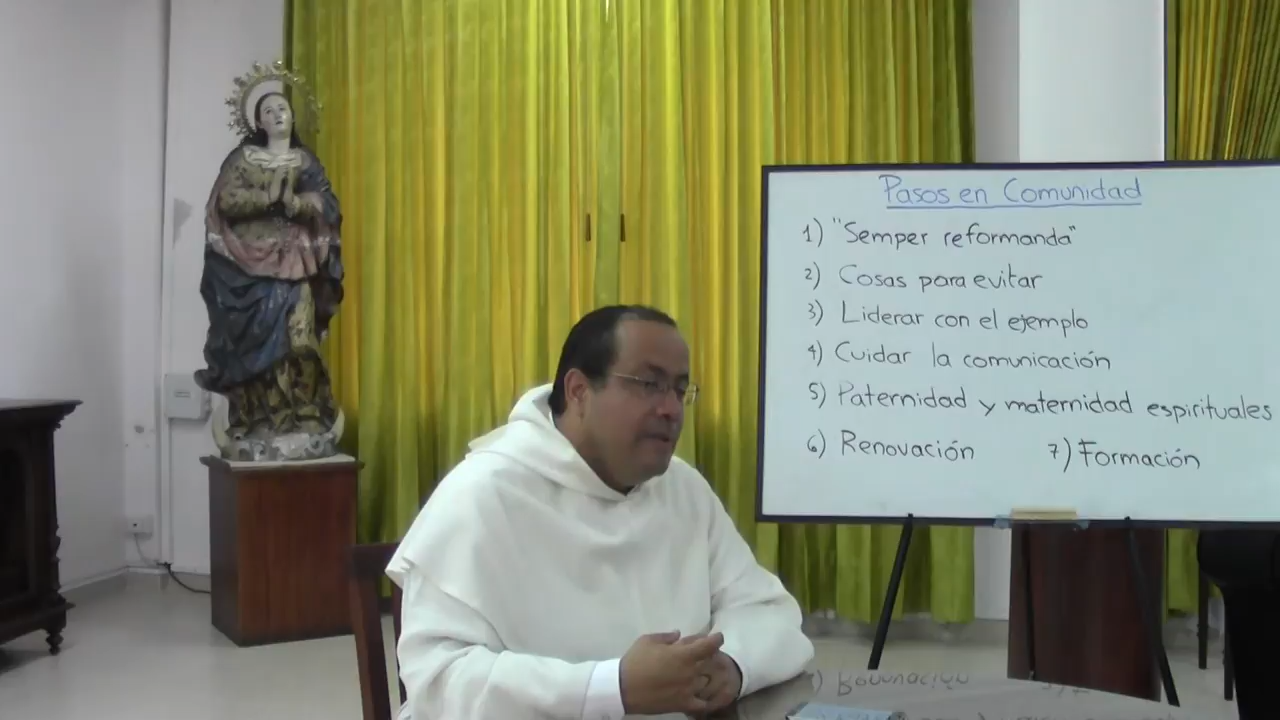 Pasos en Comunidad
1) "Semper reformanda"
2) Cosas para evitar
3) Liderar con el ejemplo
4) Cuidar la comunicación
5) Paternidad y maternidad espirituales
6) Renovación 7) Formación